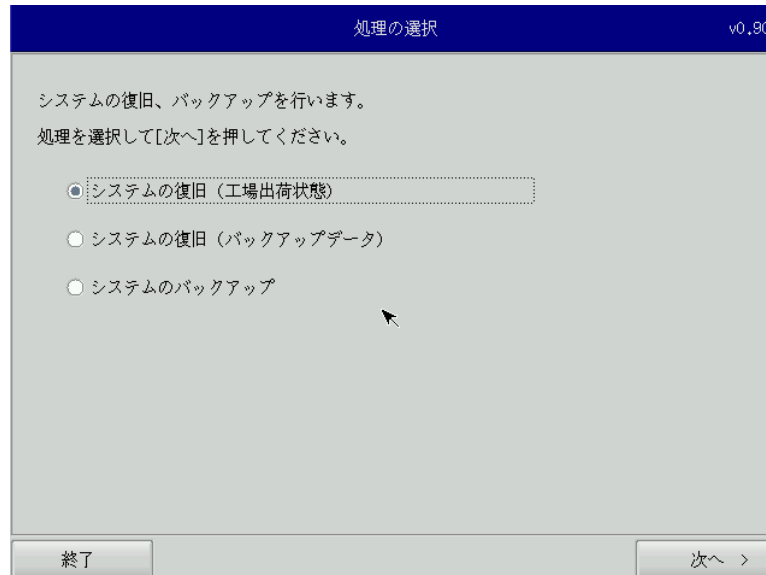 処理の選択
v0.90
システムの復旧、バックアップを行います。
処理を選択して[次へ]を押してください。
システムの復旧（工場出荷状態）
システムの復旧（バックアップデータ）
システムのバックアップ
終了
次へ >